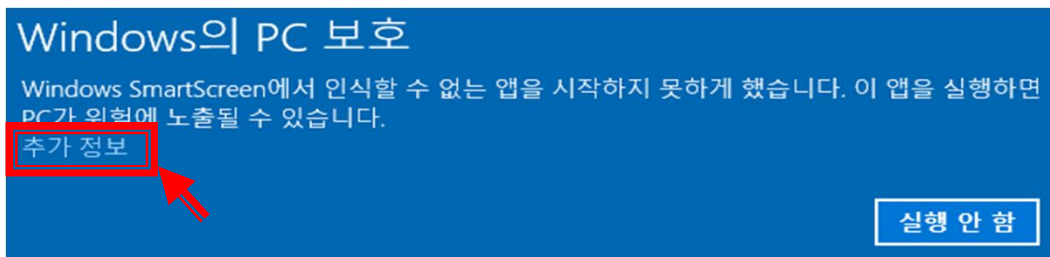 Windows의 PC 보호
Windows SmartScreen에서 인식할 수 없는 앱을 시작하지 못하게 했습니다. 이 앱을 실행하면
PC가 위험에 노출될 수 있습니다.
추가 정보
실행 안 함